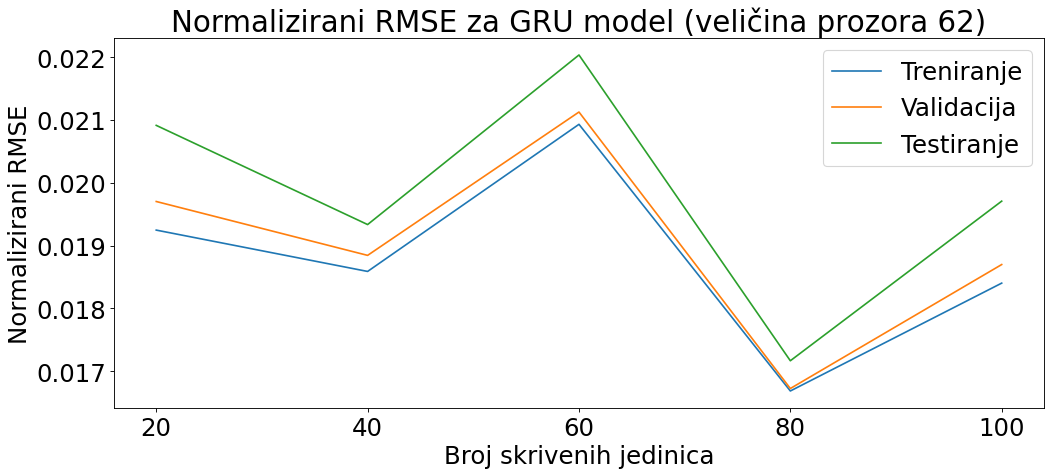 Normalizirani RMSE za GRU model (veličina prozora 62)
Normalizirani RMSE
0.022
0.021
0.020
0.019
0.018
0.017
Treniranje
Validacija
Testiranje
20 40 60 80 100
Broj skrivenih jedinica